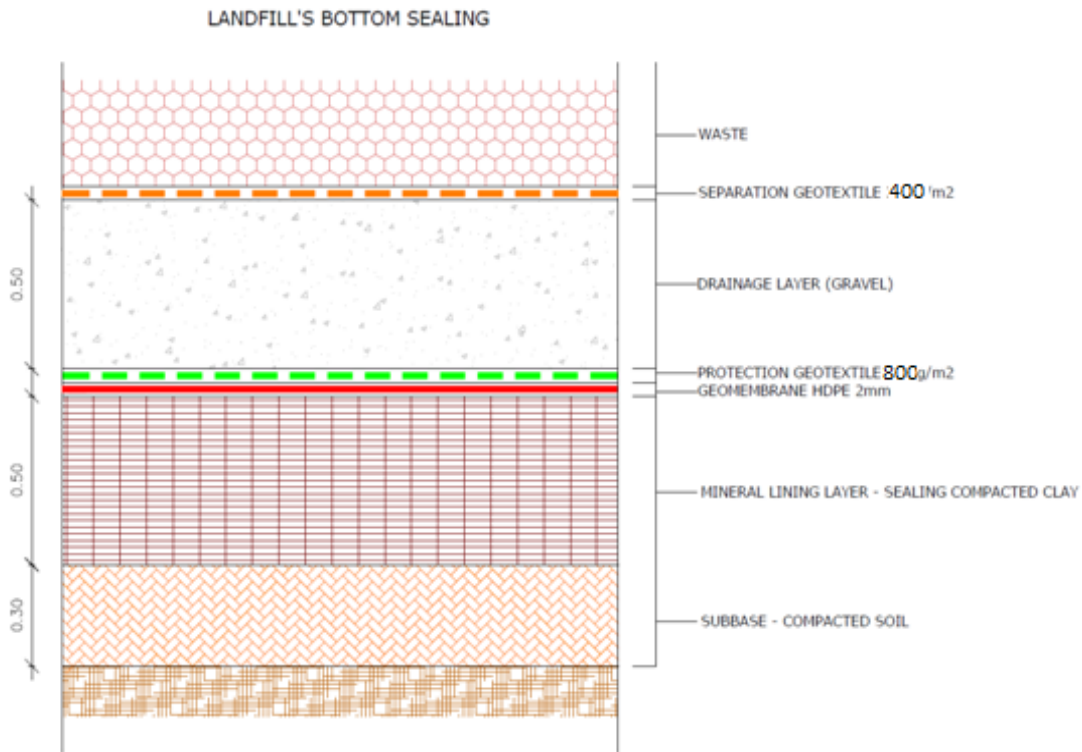 LANDFILL'S BOTTOM SEALING
WASTE
SEPARATION GEOTEXTILE 400 'm2
0.50
DRAINAGE LAYER (GRAVEL)
PROTECTION GEOTEXTILE 800g/m2
GEOMEMBRANE HDPE 2mm
0.50
MINERAL LINING LAYER - SEALING COMPACTED CLAY
0.30
SUBBASE - COMPACTED SOIL